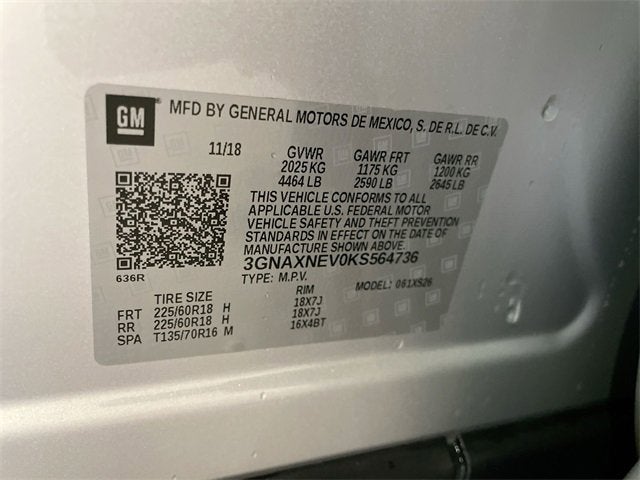 GM MFD BY GENERAL MOTORS DE MEXICO, S. DE R.L. DE C.V.
11/18 GVWR GAWR FRT GAWR RR
2025 KG 1175 KG 1200 KG
4464 LB 2590 LB 2645 LB
THIS VEHICLE CONFORMS TO ALL
APPLICABLE U.S. FEDERAL MOTOR
VEHICLE SAFETY AND THEFT PREVENTION
STANDARDS IN EFFECT ON THE DATE OF
MANUFACTURE SHOWN ABOVE.
636R 3GNAXNEV0KS564736
TYPE: M.P.V. MODEL: 061XS26
TIRE SIZE RIM
FRT 225/60R18 H 18X7J
RR 225/60R18 H 18X7J
SPA T135/70R16 M 16X4BT